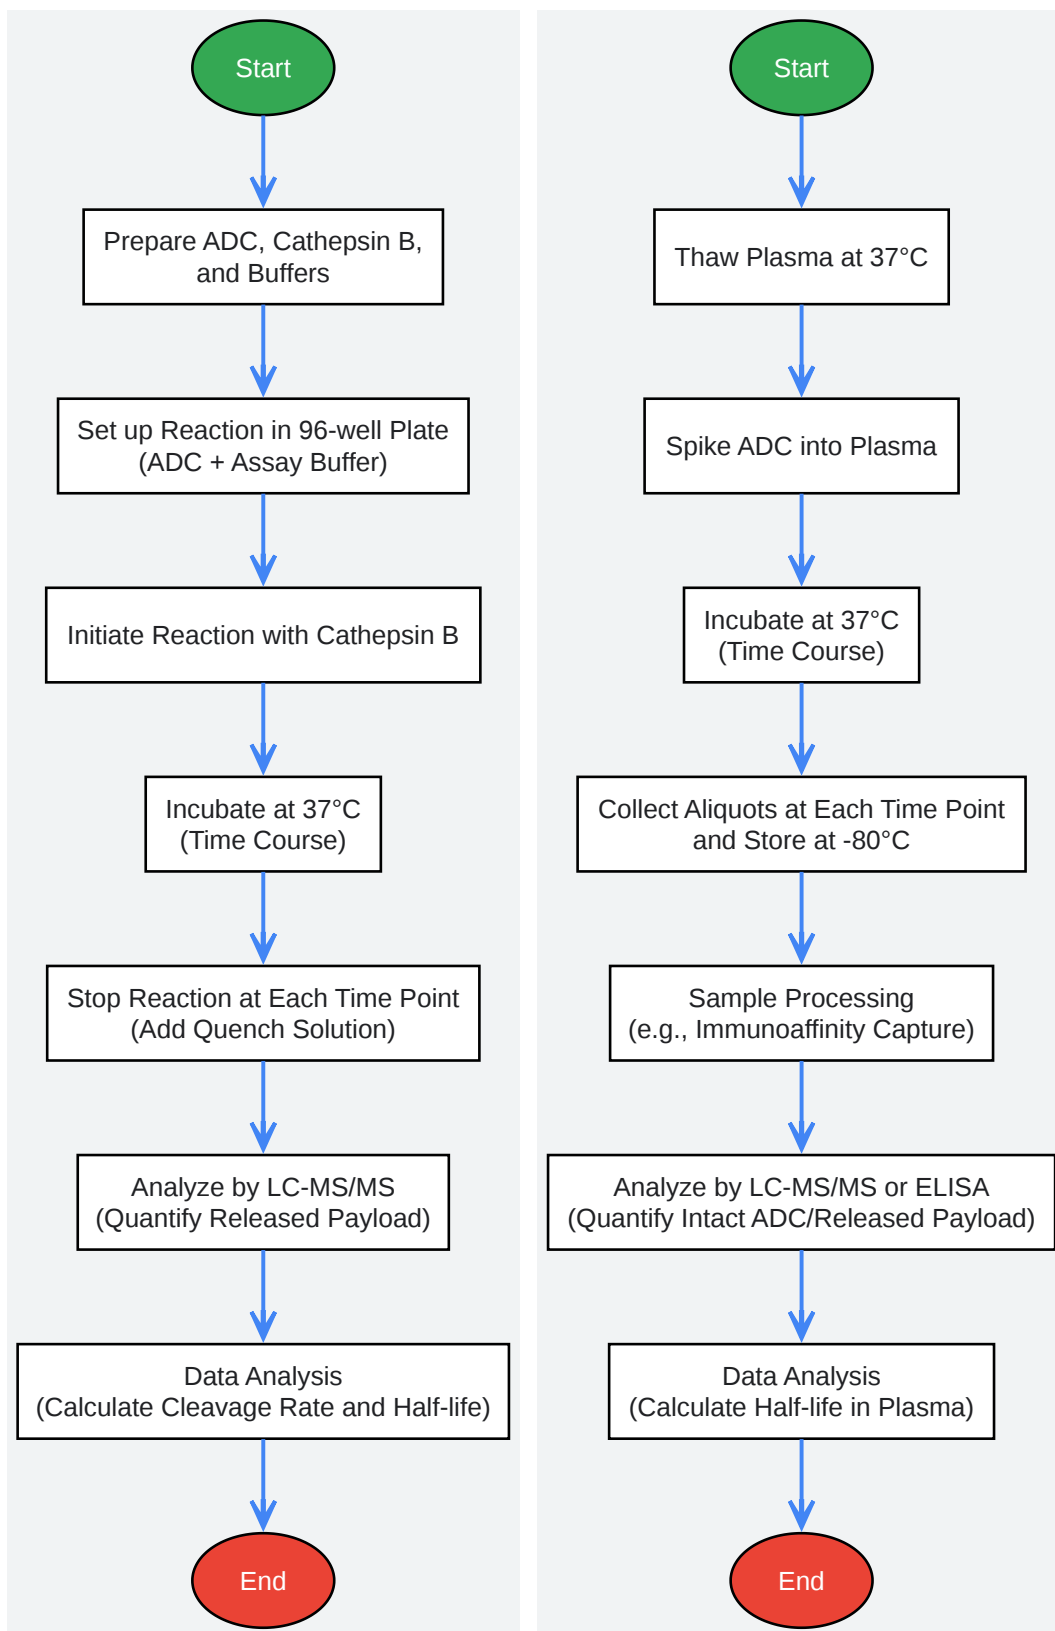 Start
Prepare ADC, Cathepsin B,
and Buffers
Set up Reaction in 96-well Plate
(ADC + Assay Buffer)
Initiate Reaction with Cathepsin B
Incubate at 37°C
(Time Course)
Stop Reaction at Each Time Point
(Add Quench Solution)
Analyze by LC-MS/MS
(Quantify Released Payload)
Data Analysis
(Calculate Cleavage Rate and Half-life)
End
Start
Thaw Plasma at 37°C
Spike ADC into Plasma
Incubate at 37°C
(Time Course)
Collect Aliquots at Each Time Point
and Store at -80°C
Sample Processing
(e.g., Immunoaffinity Capture)
Analyze by LC-MS/MS or ELISA
(Quantify Intact ADC/Released Payload)
Data Analysis
(Calculate Half-life in Plasma)
End